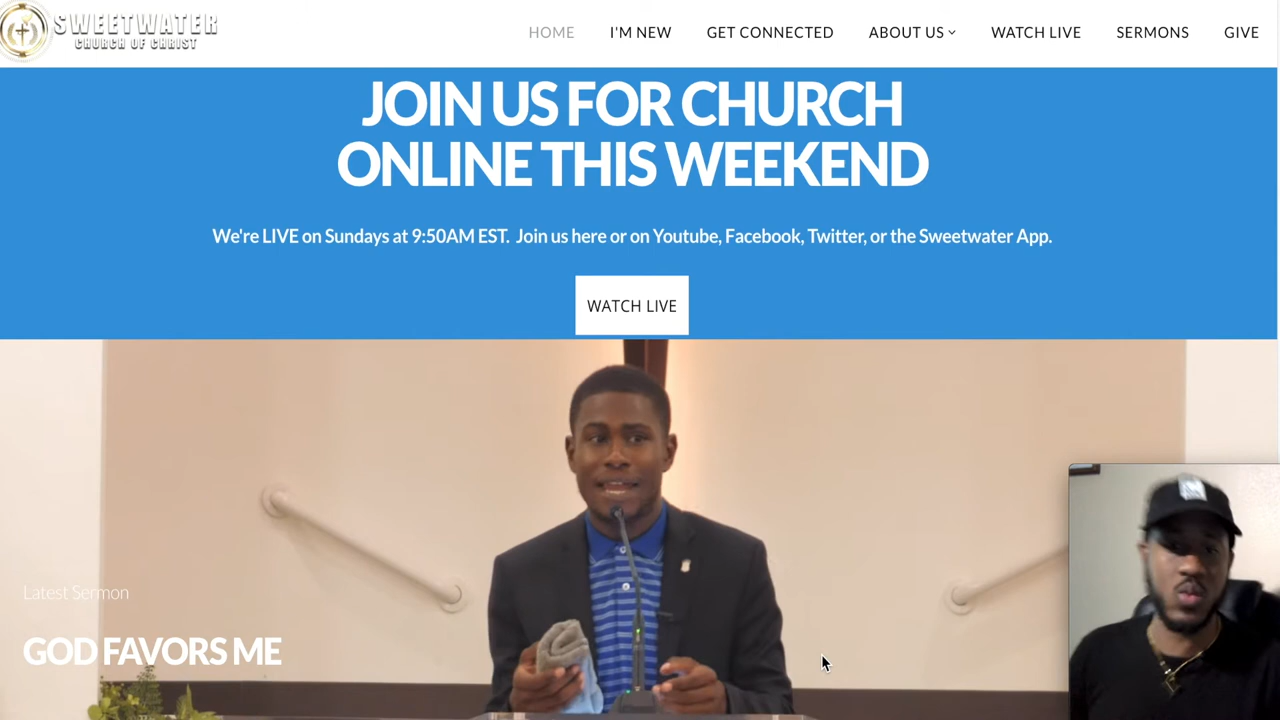 SWEETWATER
CHURCH OF CHRIST
HOME I'M NEW GET CONNECTED ABOUT US WATCH LIVE SERMONS GIVE
JOIN US FOR CHURCH
ONLINE THIS WEEKEND
We're LIVE on Sundays at 9:50AM EST. Join us here or on Youtube, Facebook, Twitter, or the Sweetwater App.
WATCH LIVE
Latest Sermon
GOD FAVORS ME